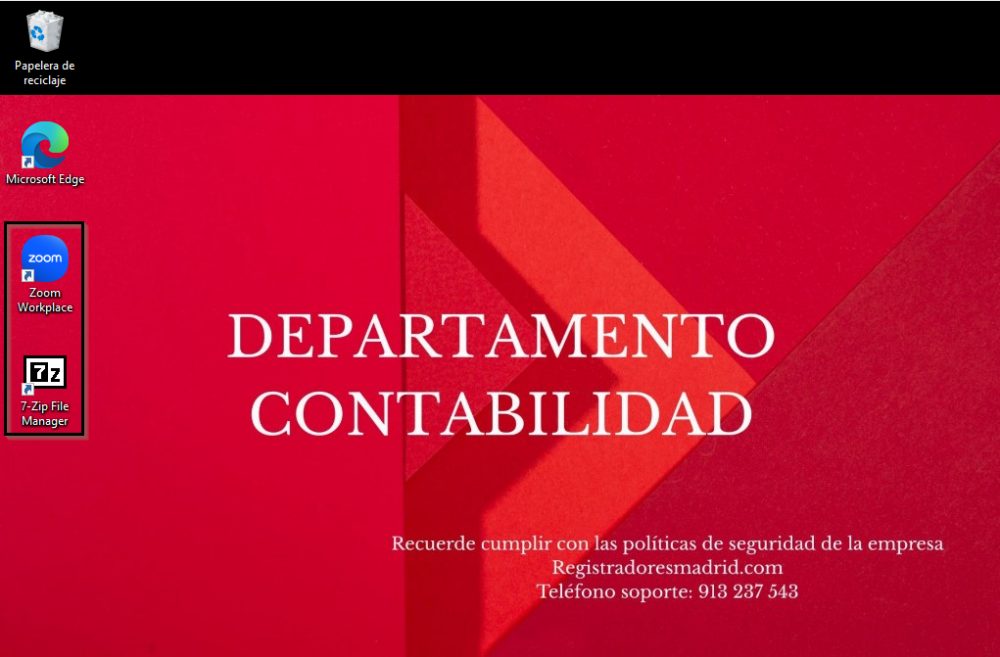 Papelera de
reciclaje
Microsoft Edge
zoom
Zoom
Workplace
7z
7-Zip File
Manager
DEPARTAMENTO
CONTABILIDAD
Recuerde cumplir con las políticas de seguridad de la empresa
Registradoresmadrid.com
Teléfono soporte: 913 237 543